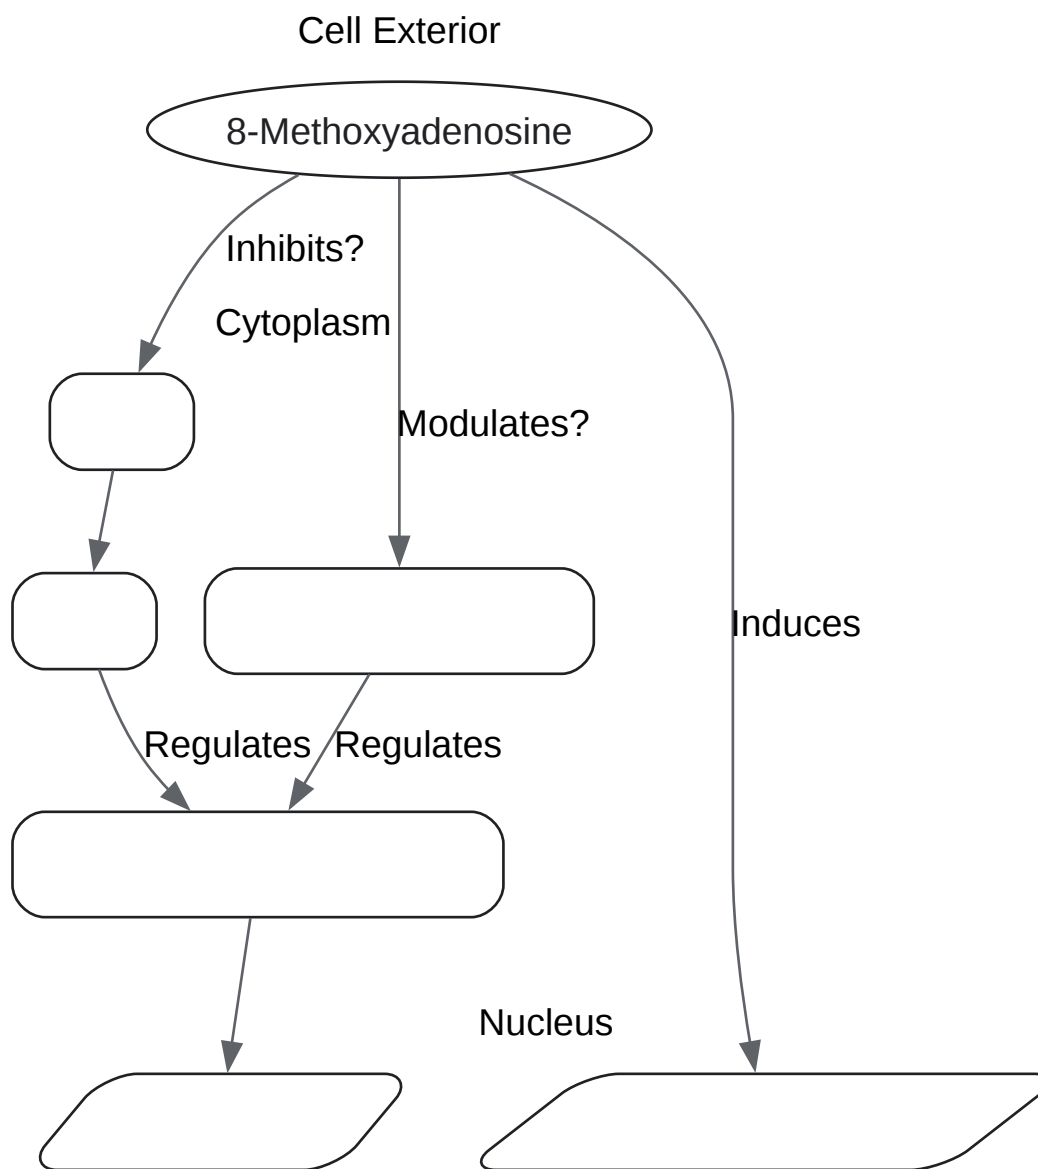 Cell Exterior
8-Methoxyadenosine
Inhibits?
Cytoplasm
Modulates?
Induces
Regulates
Regulates
Nucleus